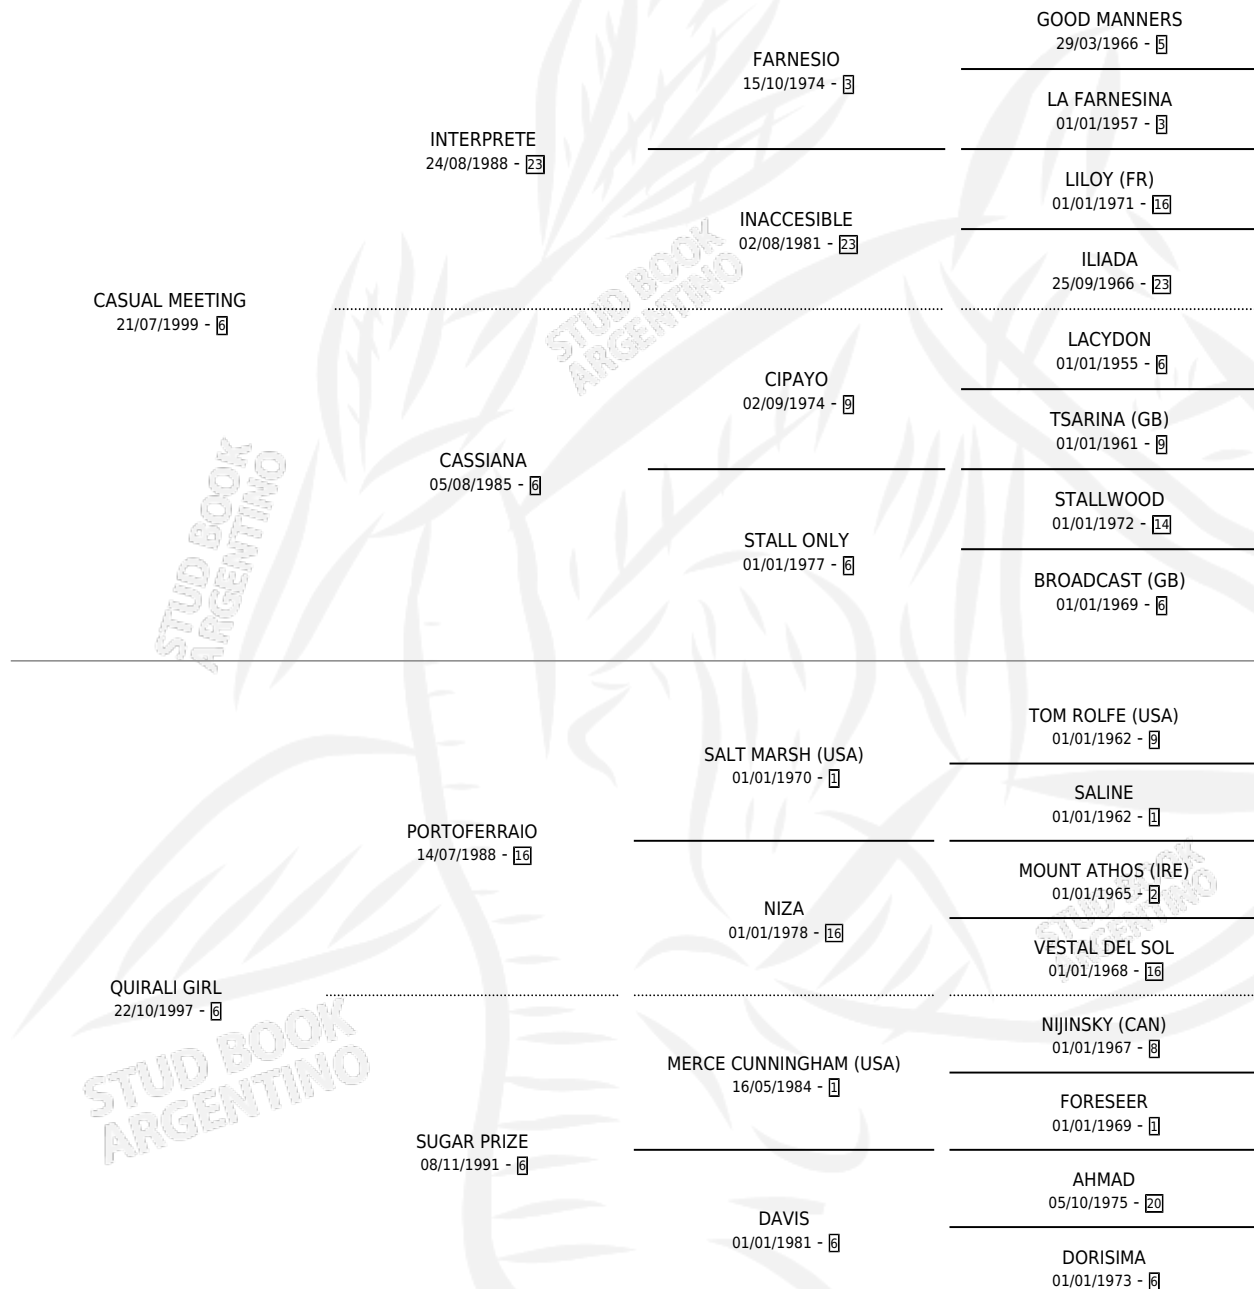 GOOD MANNERS
29/03/1966 - 5
FARNESIO
15/10/1974 - 3
LA FARNESINA
01/01/1957 - 3
INTERPRETE
24/08/1988 - 23
LILOY (FR)
01/01/1971 - 16
INACCESIBLE
02/08/1981 - 23
ILIADA
25/09/1966 - 23
CASUAL MEETING
21/07/1999 - 6
LACYDON
01/01/1955 - 6
CIPAYO
02/09/1974 - 9
TSARINA (GB)
01/01/1961 - 9
CASSIANA
05/08/1985 - 6
STALLWOOD
01/01/1972 - 14
STALL ONLY
01/01/1977 - 6
BROADCAST (GB)
01/01/1969 - 6
TOM ROLFE (USA)
01/01/1962 - 9
SALT MARSH (USA)
01/01/1970 - 1
SALINE
01/01/1962 - 1
PORTOFERRAIO
14/07/1988 - 16
MOUNT ATHOS (IRE)
01/01/1965 - 2
NIZA
01/01/1978 - 16
VESTAL DEL SOL
01/01/1968 - 16
QUIRALI GIRL
22/10/1997 - 6
NIJINSKY (CAN)
01/01/1967 - 8
MERCE CUNNINGHAM (USA)
16/05/1984 - 1
FORESEER
01/01/1969 - 1
SUGAR PRIZE
08/11/1991 - 6
AHMAD
05/10/1975 - 20
DAVIS
01/01/1981 - 6
DORISIMA
01/01/1973 - 6
STUD BOOK
ARGENTINO
STUD BOOK
ARGENTINO
STUD BOOK
ARGENTINO
STUD BOOK
ARGENTINO